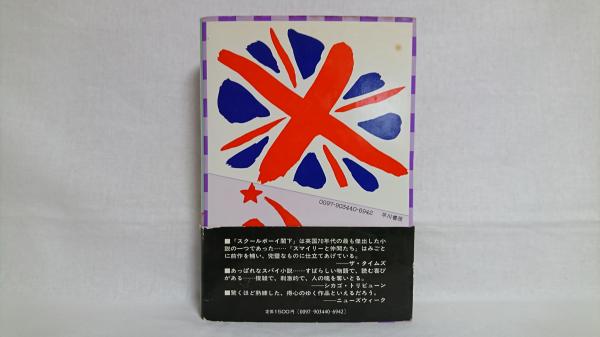 0097-903440-6942 早川書房
■「スクールボーイ閣下」は英国70年代の最も傑出した小
説の一つであった……「スマイリーと仲間たち」はみごと
に前作を補い、完璧なものに仕立てあげている。
——ザ・タイムズ
■あっぱれなスパイ小説……すばらしい物語で、読む喜び
がある——複雑で、刺激的で、人の魂を奪いとる。
——シカゴ・トリビューン
■驚くほど熟練した、得心のゆく作品といえるだろう。
——ニューズウィーク
定価1500円[0097-903440-6942]